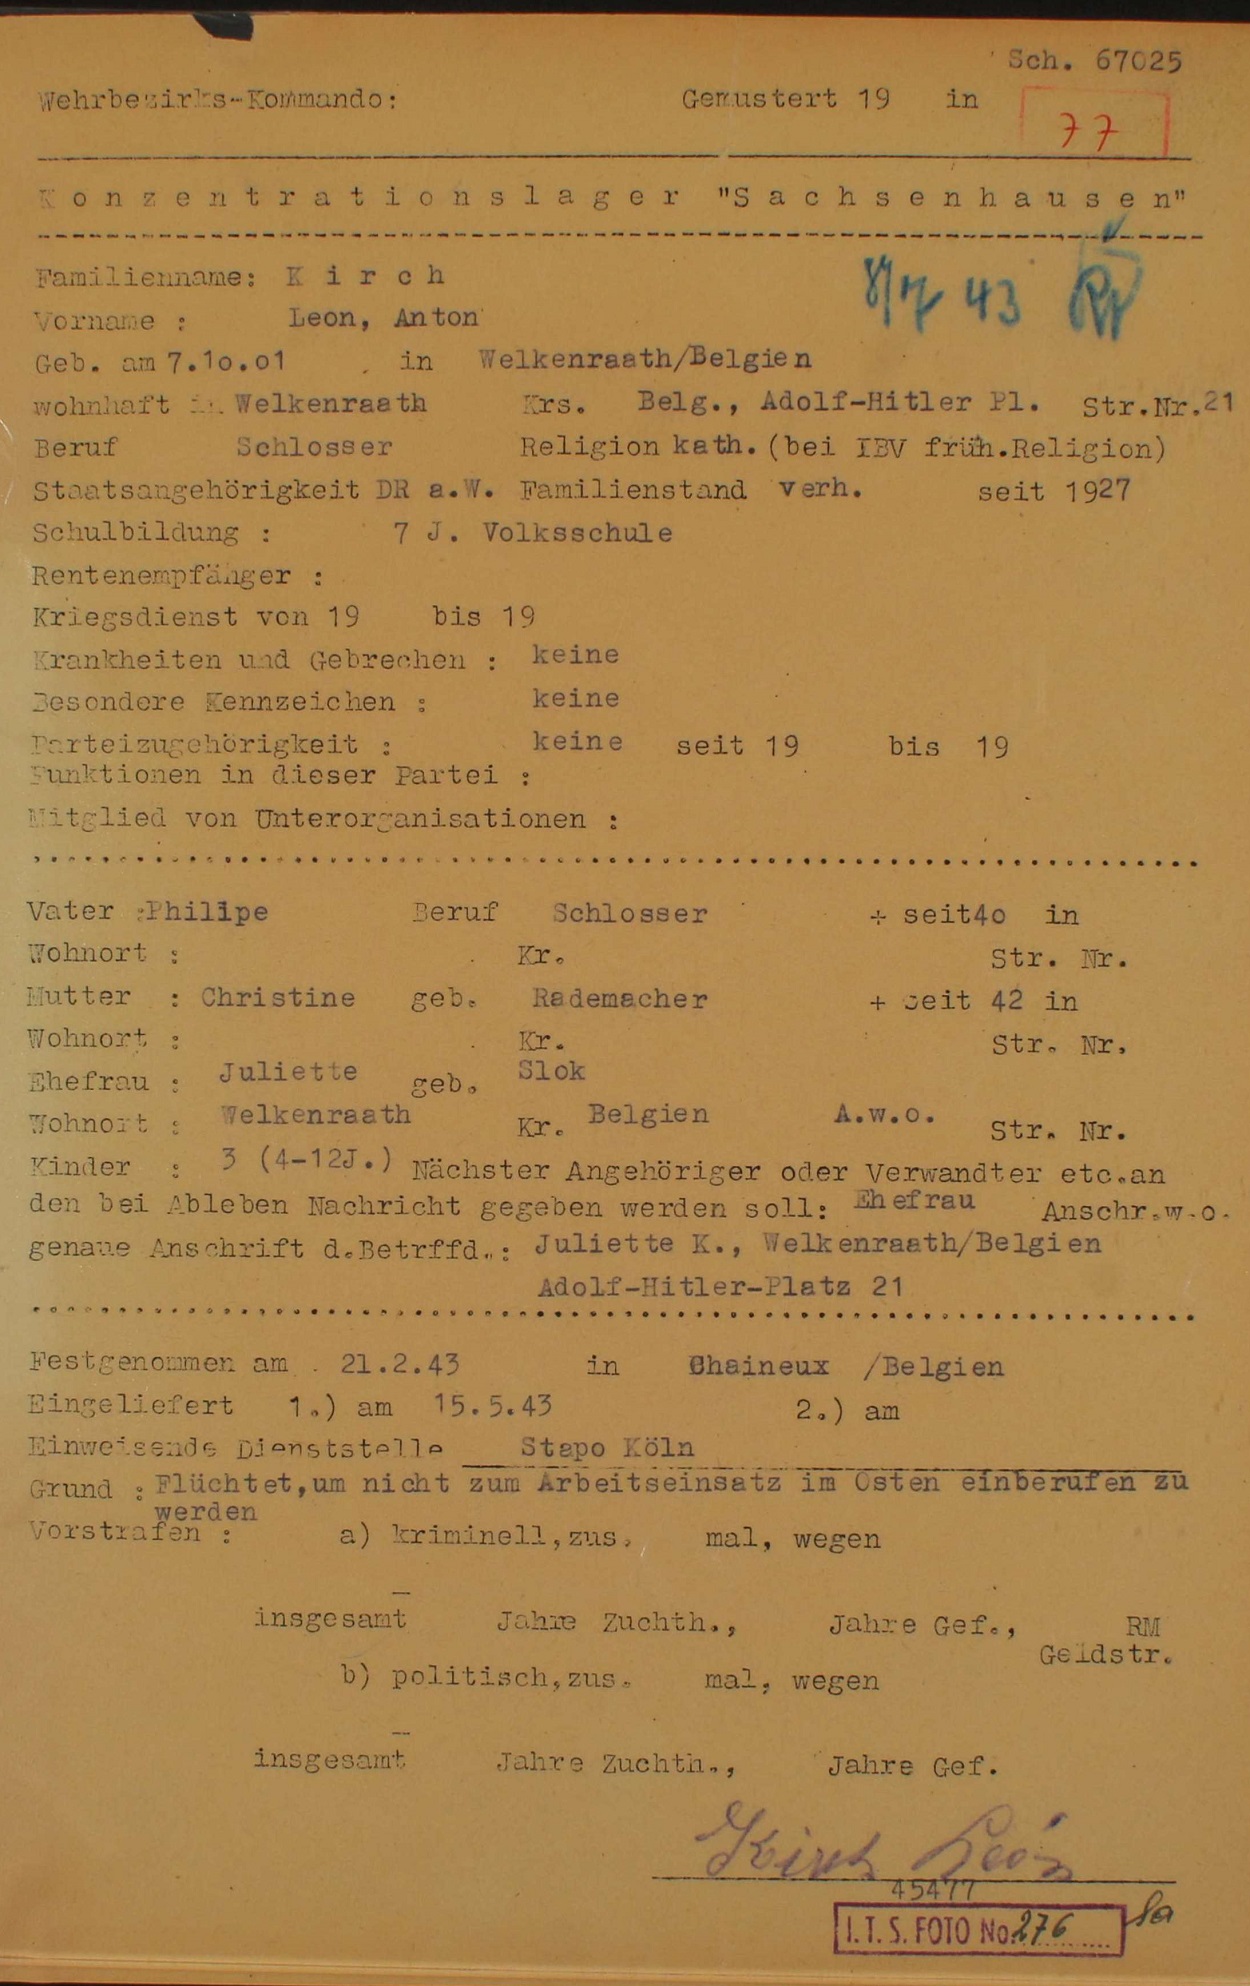 Sch. 67025
Wehrbezirks-Kommando: Gemustert 19 in
77
Konzentrationslager "Sachsenhausen"
Familienname: Kirch
8/7 43
Vorname : Leon, Anton
Geb. am 7.1o.o1 in Welkenraath/Belgien
wohnhaft in Welkenraath Krs. Belg., Adolf-Hitler Pl. Str.Nr.21
Beruf Schlosser Religion kath. (bei IBV früh.Religion)
Staatsangehörigkeit DR a.W. Familienstand verh. seit 1927
Schulbildung : 7 J. Volksschule
Rentenempfänger :
Kriegsdienst von 19 bis 19
Krankheiten und Gebrechen : keine
Besondere Kennzeichen : keine
Parteizugehörigkeit : keine seit 19 bis 19
Funktionen in dieser Partei :
Mitglied von Unterorganisationen :
Vater :Philipe Beruf Schlosser + seit4o in
Wohnort : Kr. Str. Nr.
Mutter : Christine geb. Rademacher + seit 42 in
Wohnort : Kr. Str. Nr.
Ehefrau : Juliette geb. Slok
Wohnort : Welkenraath Kr. Belgien A.w.o. Str. Nr.
Kinder : 3 (4-12J.) Nächster Angehöriger oder Verwandter etc.an
den bei Ableben Nachricht gegeben werden soll: Ehefrau Anschr.w.o.
genaue Anschrift d.Betrffd.: Juliette K., Welkenraath/Belgien
Adolf-Hitler-Platz 21
Festgenommen am 21.2.43 in Chaineux /Belgien
Eingeliefert 1.) am 15.5.43 2.) am
Einweisende Dienststelle Stapo Köln
Grund : Flüchtet,um nicht zum Arbeitseinsatz im Osten einberufen zu
werden
Vorstrafen : a) kriminell,zus. mal, wegen
—
insgesamt Jahre Zuchth., Jahre Gef., RM
Geldstr.
b) politisch,zus. mal, wegen
—
insgesamt Jahre Zuchth., Jahre Gef.
Kirch León
45477
I.T.S. FOTO No.276